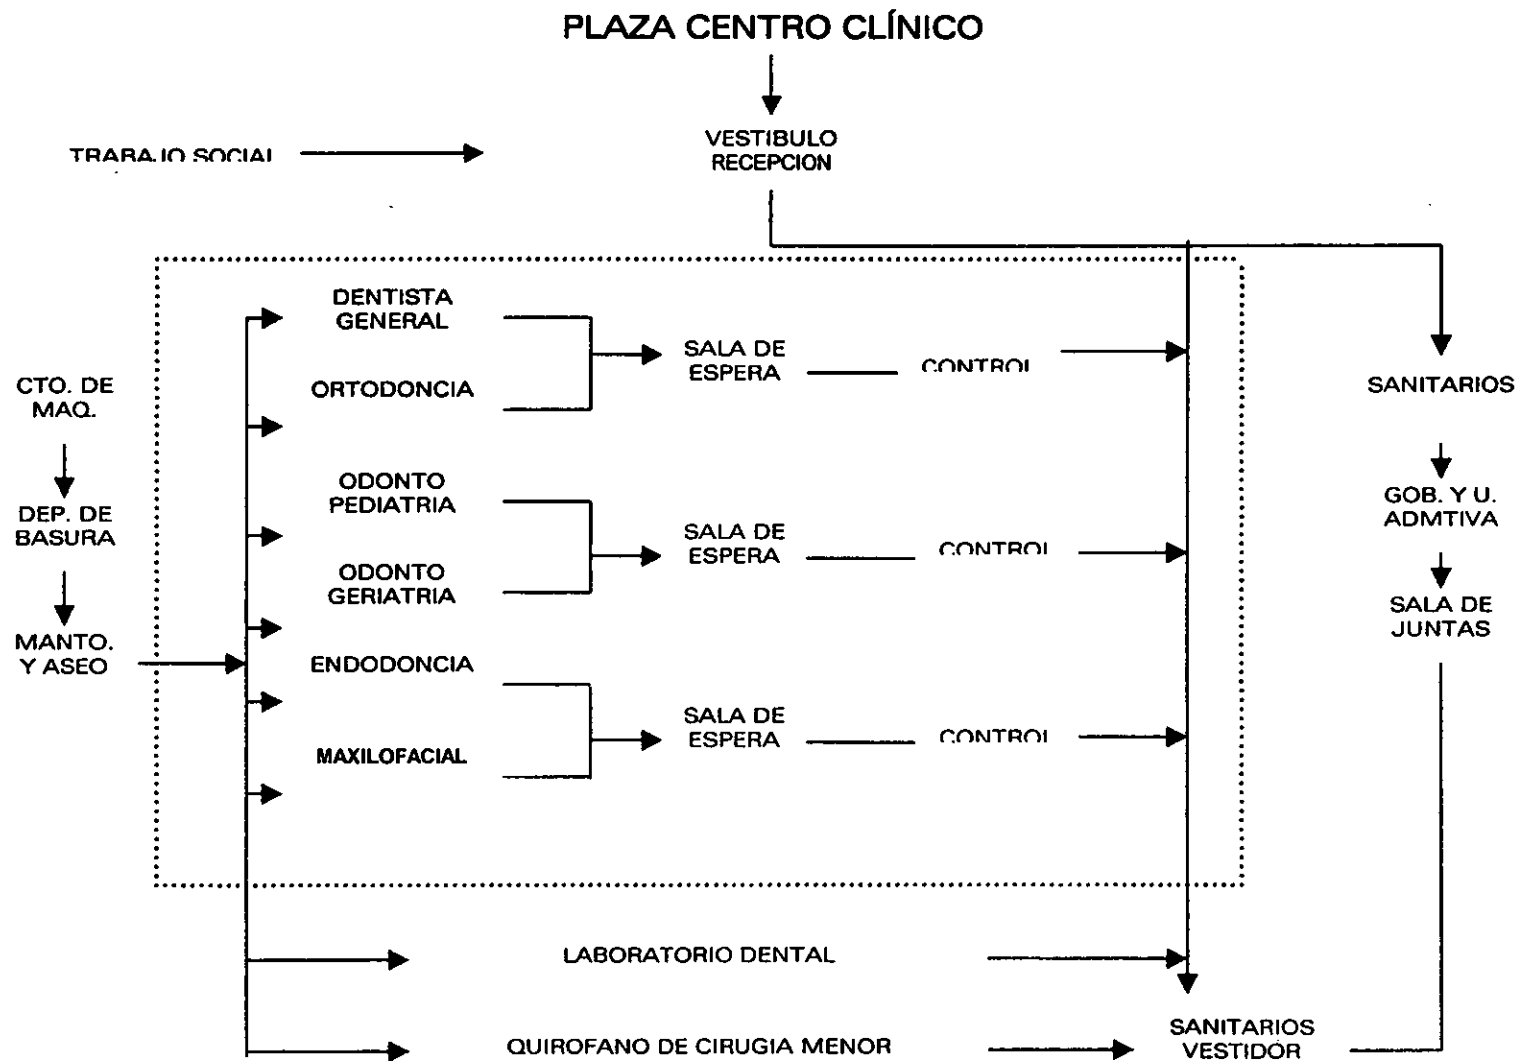 PLAZA CENTRO CLÍNICO
VESTIBULO
RECEPCION
TRABAJO SOCIAL
DENTISTA
GENERAL
ORTODONCIA
SALA DE
ESPERA
CONTROL
ODONTO
PEDIATRIA
ODONTO
GERIATRIA
SALA DE
ESPERA
CONTROL
ENDODONCIA
MAXILOFACIAL
SALA DE
ESPERA
CONTROL
CTO. DE
MAQ.
DEP. DE
BASURA
MANTO.
Y ASEO
SANITARIOS
GOB. Y U.
ADMTIVA
SALA DE
JUNTAS
LABORATORIO DENTAL
QUIROFANO DE CIRUGIA MENOR
SANITARIOS
VESTIDOR